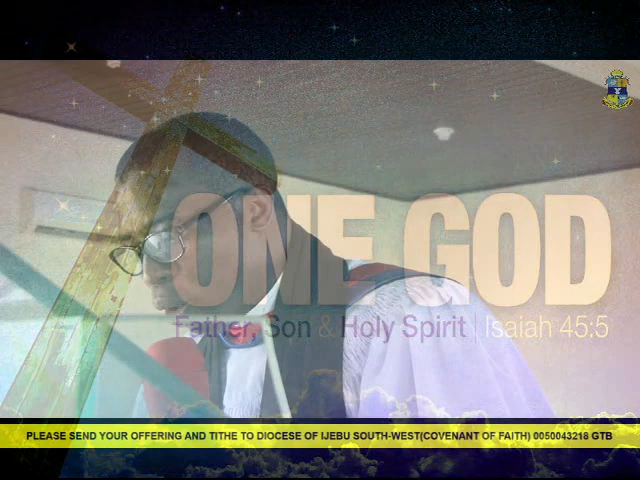 ONE GOD
Father, Son & Holy Spirit | Isaiah 45:5
PLEASE SEND YOUR OFFERING AND TITHE TO DIOCESE OF IJEBU SOUTH-WEST(COVENANT OF FAITH) 0050043218 GTB